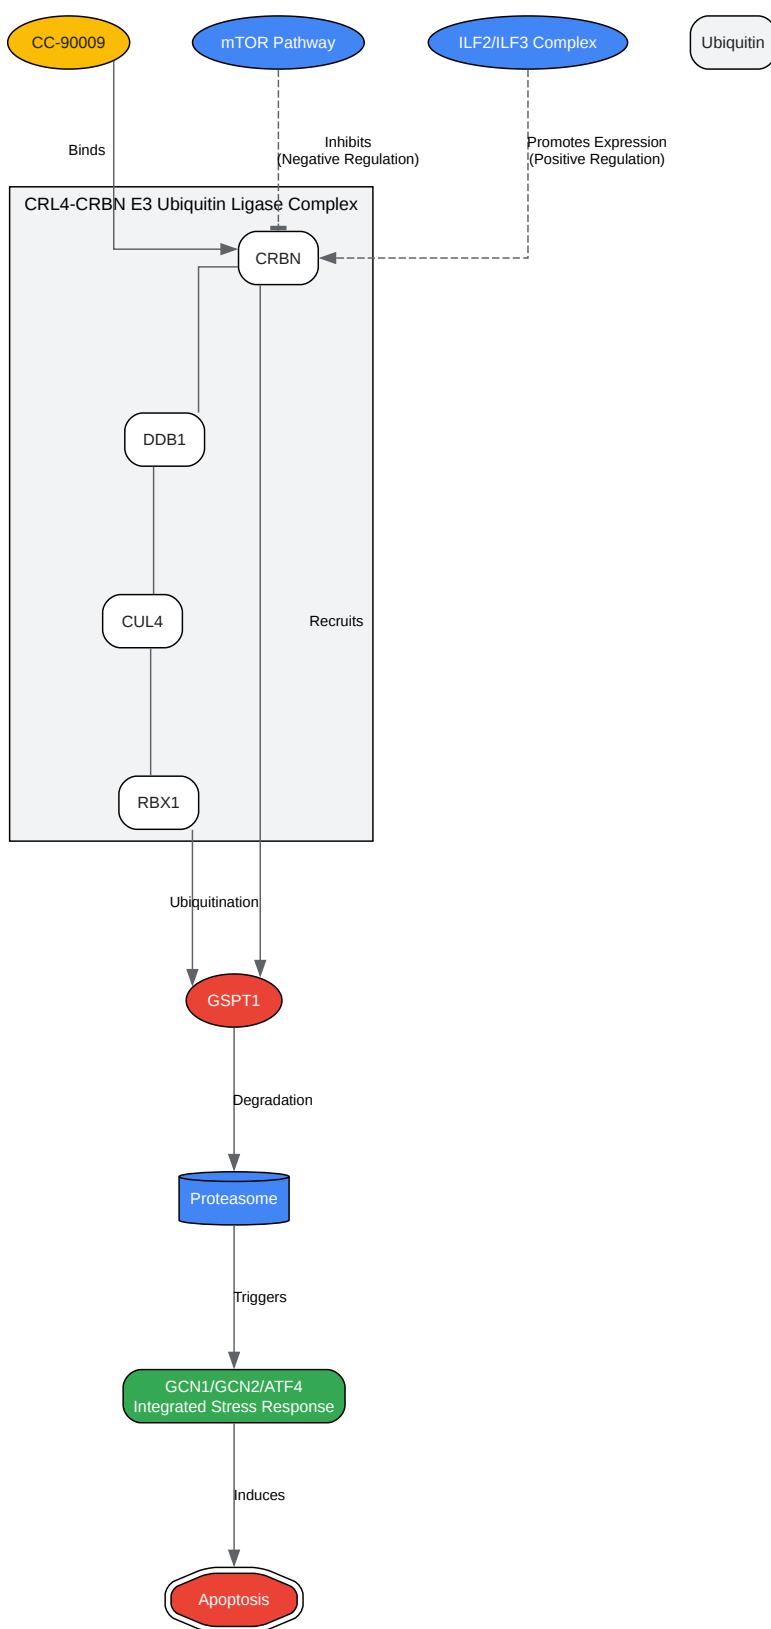 CC-90009
mTOR Pathway
ILF2/ILF3 Complex
Ubiquitin
Binds
Inhibits
(Negative Regulation)
Promotes Expression
(Positive Regulation)
CRL4-CRBN E3 Ubiquitin Ligase Complex
CRBN
DDB1
CUL4
Recruits
RBX1
Ubiquitination
GSPT1
Degradation
Proteasome
Triggers
GCN1/GCN2/ATF4
Integrated Stress Response
Induces
Apoptosis